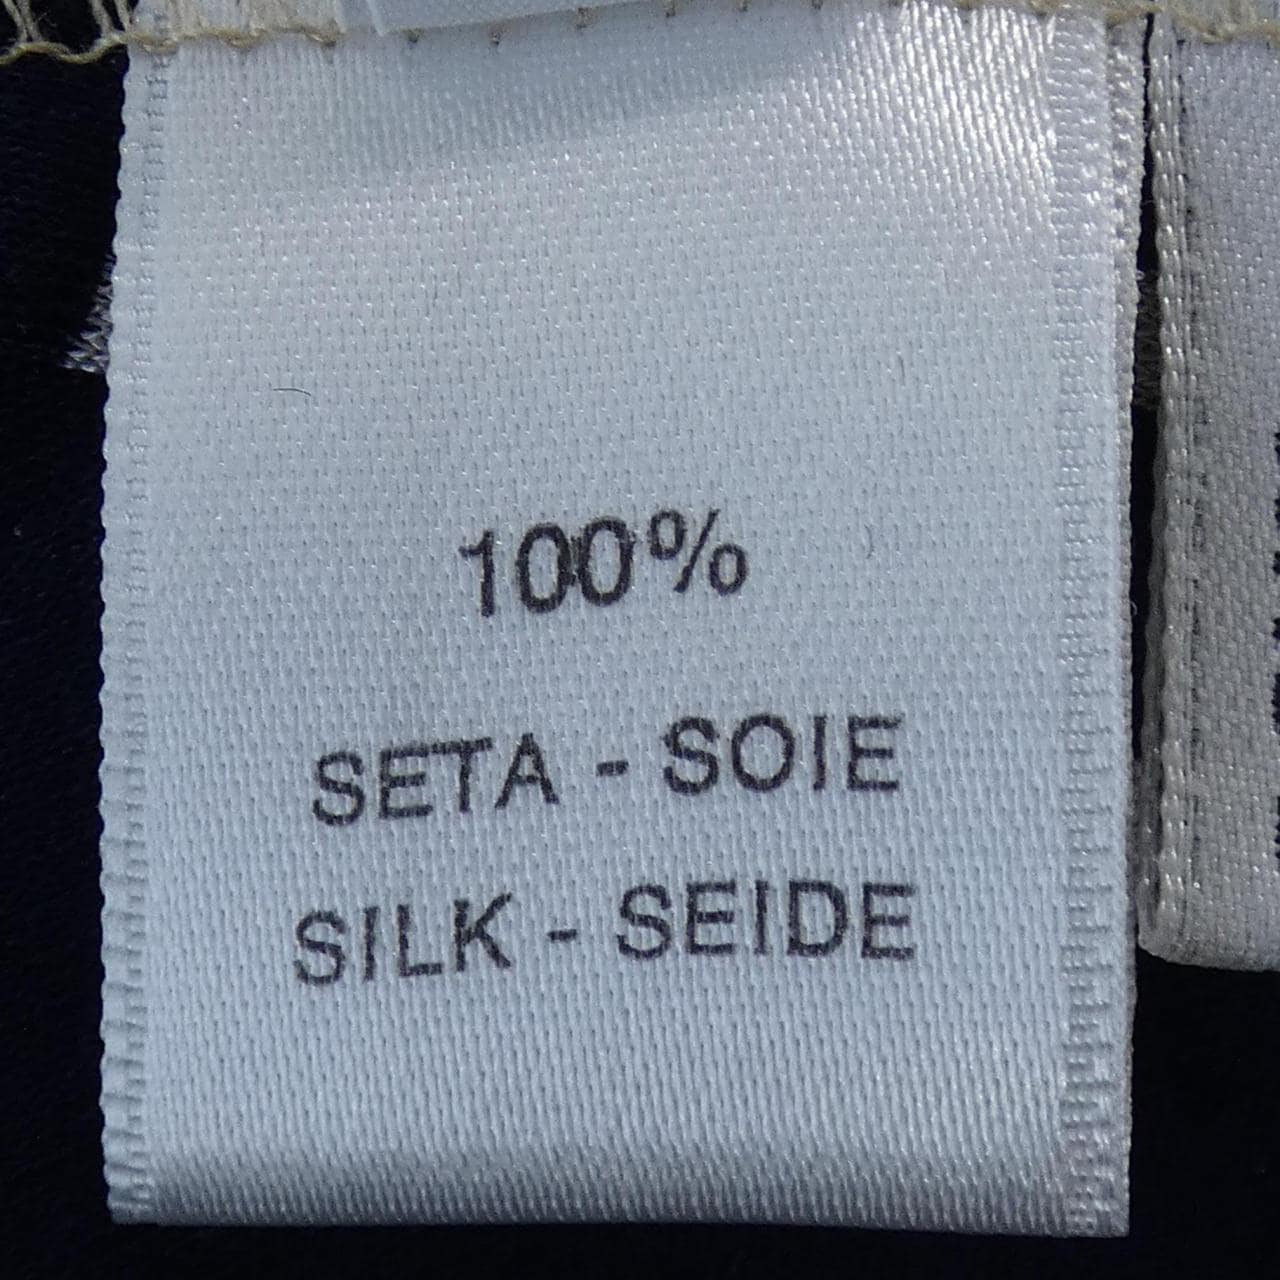 100%
SETA - SOIE
SILK - SEIDE